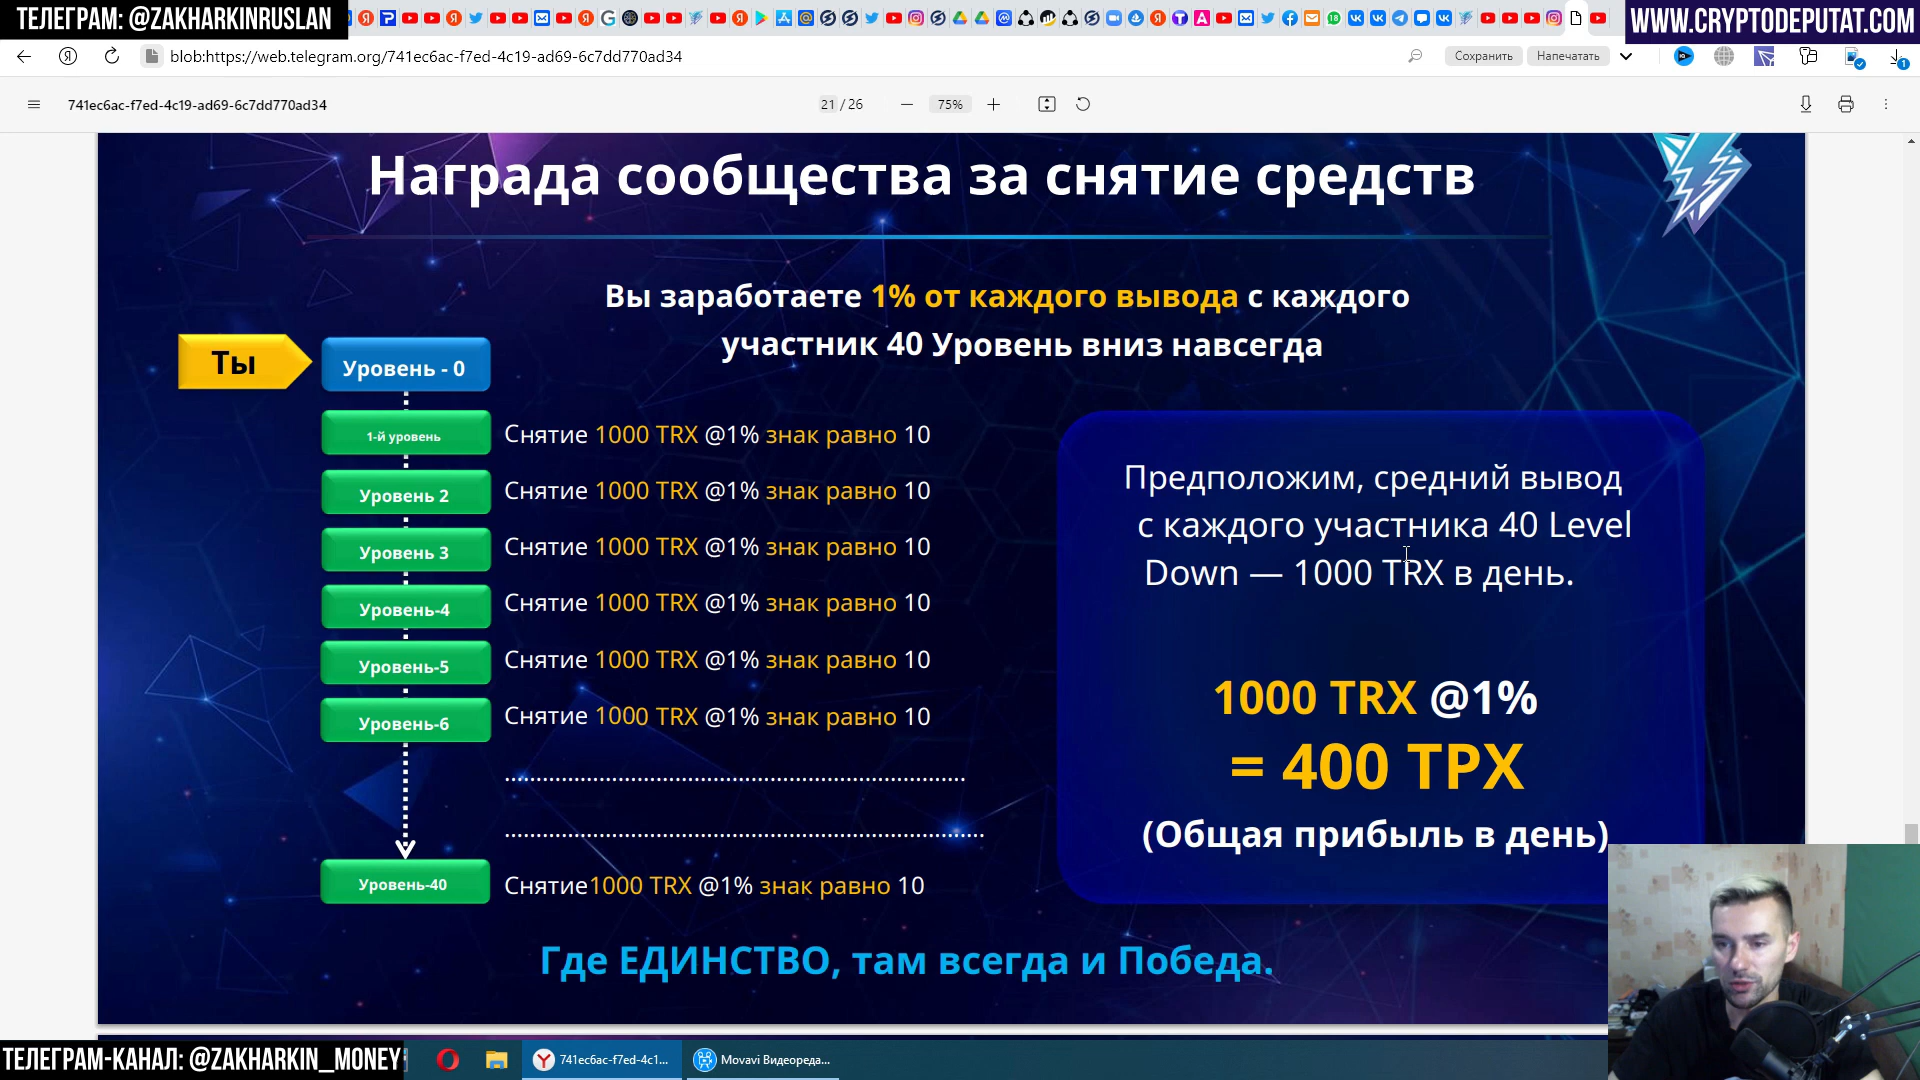 ТЕЛЕГРАМ: @ZAKHARKINRUSLAN
WWW.CRYPTODEPUTAT.COM
blob:https://web.telegram.org/741ec6ac-f7ed-4c19-ad69-6c7dd770ad34
Сохранить
Напечатать
741ec6ac-f7ed-4c19-ad69-6c7dd770ad34
21 / 26
75%
Награда сообщества за снятие средств
Вы заработаете 1% от каждого вывода с каждого
участник 40 Уровень вниз навсегда
Ты
Уровень - 0
1-й уровень
Снятие 1000 TRX @1% знак равно 10
Уровень 2
Снятие 1000 TRX @1% знак равно 10
Уровень 3
Снятие 1000 TRX @1% знак равно 10
Уровень-4
Снятие 1000 TRX @1% знак равно 10
Уровень-5
Снятие 1000 TRX @1% знак равно 10
Уровень-6
Снятие 1000 TRX @1% знак равно 10
Уровень-40
Снятие1000 TRX @1% знак равно 10
Предположим, средний вывод
с каждого участника 40 Level
Down — 1000 TRX в день.
1000 TRX @1%
= 400 ТРХ
(Общая прибыль в день)
Где ЕДИНСТВО, там всегда и Победа.
ТЕЛЕГРАМ-КАНАЛ: @ZAKHARKIN_MONEY
741ec6ac-f7ed-4c1...
Movavi Видеореда...